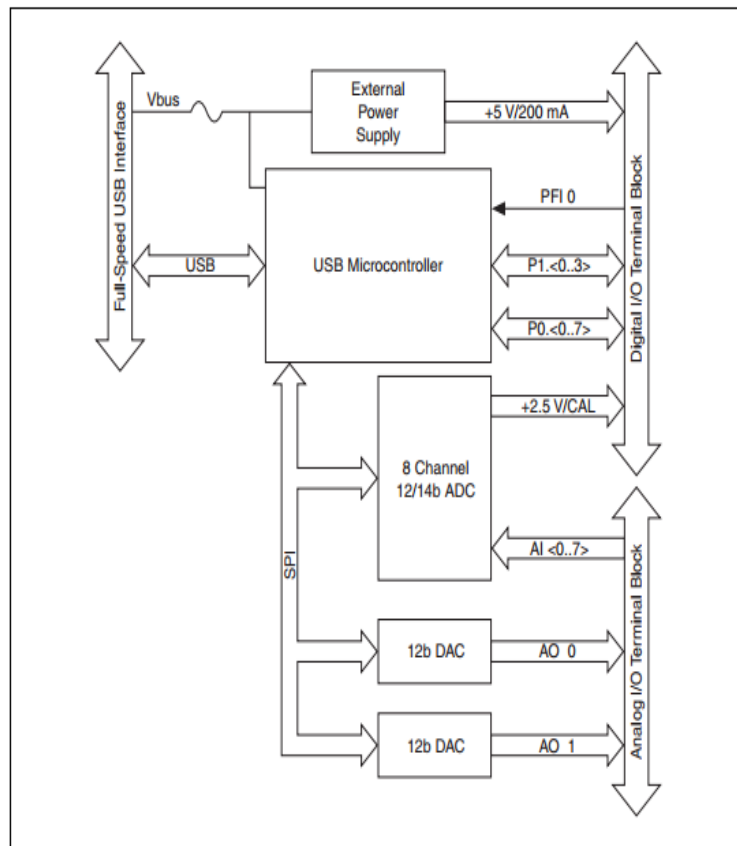 Full-Speed USB Interface
Vbus
External
Power
Supply
+5 V/200 mA
Digital I/O Terminal Block
PFI 0
USB
USB Microcontroller
P1.<0..3>
P0.<0..7>
+2.5 V/CAL
8 Channel
12/14b ADC
AI <0..7>
SPI
Analog I/O Terminal Block
12b DAC
AO 0
12b DAC
AO 1